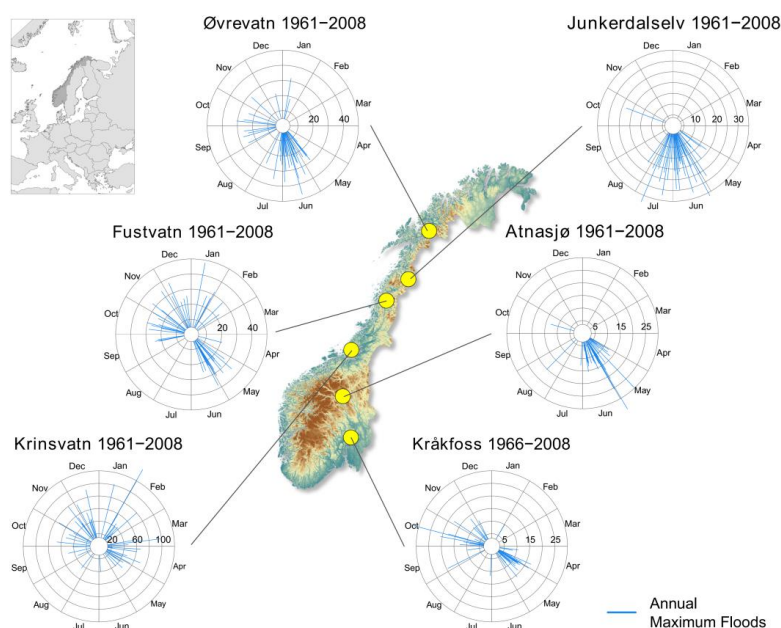 Øvrevatn 1961−2008
Dec
Jan
Nov
Feb
Oct
Mar
20
40
Sep
Apr
Aug
May
Jul
Jun
Junkerdalselv 1961−2008
Dec
Jan
Nov
Feb
Oct
Mar
10
20
30
Sep
Apr
Aug
May
Jul
Jun
Fustvatn 1961−2008
Dec
Jan
Nov
Feb
Oct
Mar
20
40
Sep
Apr
Aug
May
Jul
Jun
Atnasjø 1961−2008
Dec
Jan
Nov
Feb
Oct
Mar
5
15
25
Sep
Apr
Aug
May
Jul
Jun
Krinsvatn 1961−2008
Dec
Jan
Nov
Feb
Oct
Mar
20
60
100
Sep
Apr
Aug
May
Jul
Jun
Kråkfoss 1966−2008
Dec
Jan
Nov
Feb
Oct
Mar
5
15
25
Sep
Apr
Aug
May
Jul
Jun
Annual
Maximum Floods